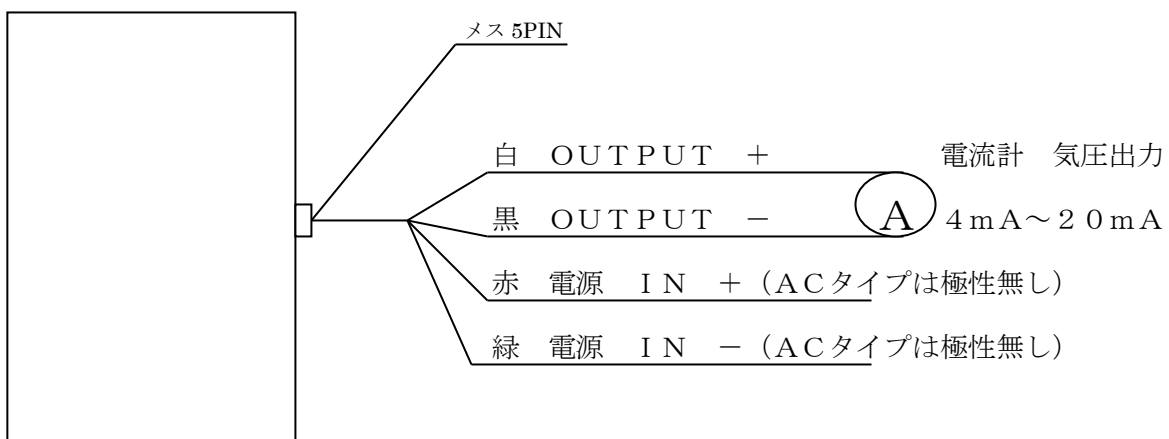 メス 5PIN
白　ＯＵＴＰＵＴ　＋　電流計　気圧出力
黒　ＯＵＴＰＵＴ　－　Ａ　４ｍＡ～２０ｍＡ
赤　電源　ＩＮ　＋（ＡＣタイプは極性無し）
緑　電源　ＩＮ　－（ＡＣタイプは極性無し）